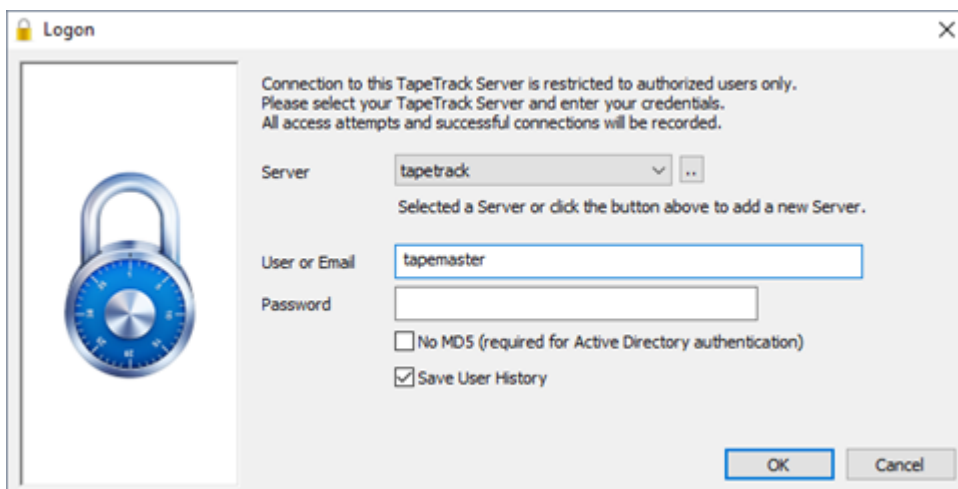 Logon
Connection to this TapeTrack Server is restricted to authorized users only.
Please select your TapeTrack Server and enter your credentials.
All access attempts and successful connections will be recorded.
Server tapetrack ..
Selected a Server or click the button above to add a new Server.
User or Email tapemaster
Password
No MD5 (required for Active Directory authentication)
Save User History
OK Cancel